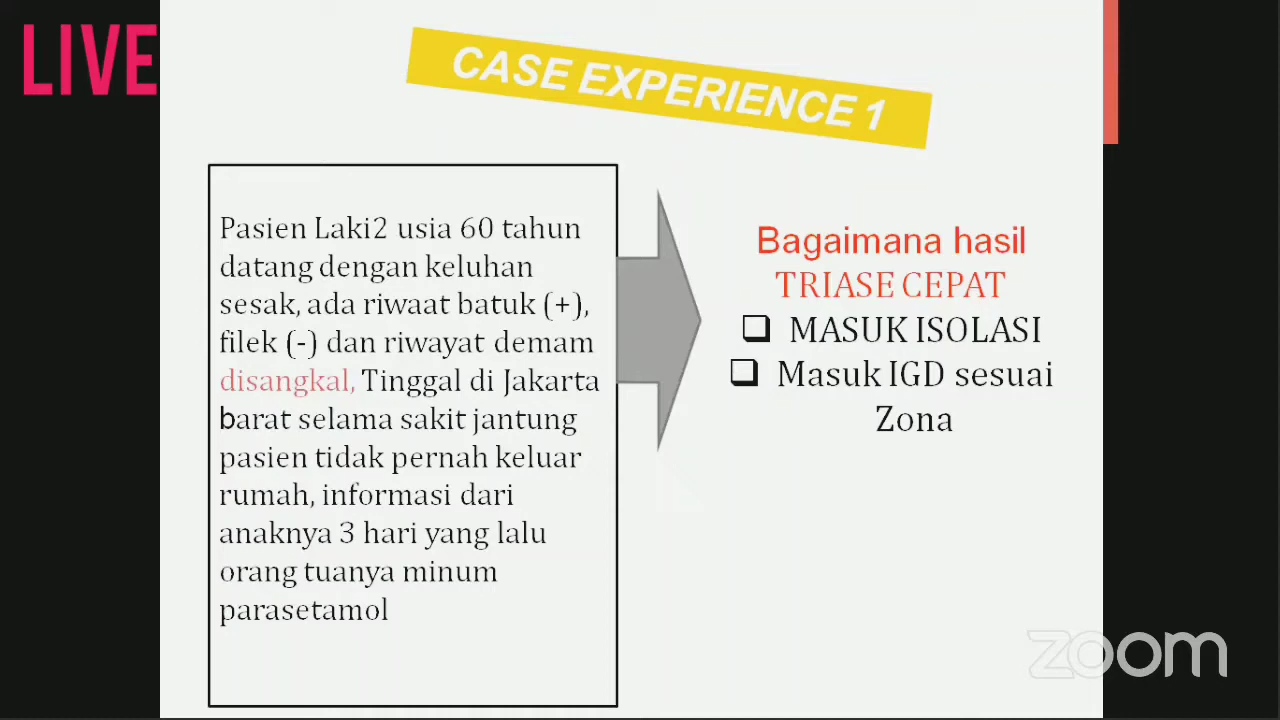 LIVE
CASE EXPERIENCE 1
Pasien Laki2 usia 60 tahun
datang dengan keluhan
sesak, ada riwaat batuk (+),
filek (-) dan riwayat demam
disangkal, Tinggal di Jakarta
barat selama sakit jantung
pasien tidak pernah keluar
rumah, informasi dari
anaknya 3 hari yang lalu
orang tuanya minum
parasetamol
Bagaimana hasil
TRIASE CEPAT
❑ MASUK ISOLASI
❑ Masuk IGD sesuai
Zona
zoom